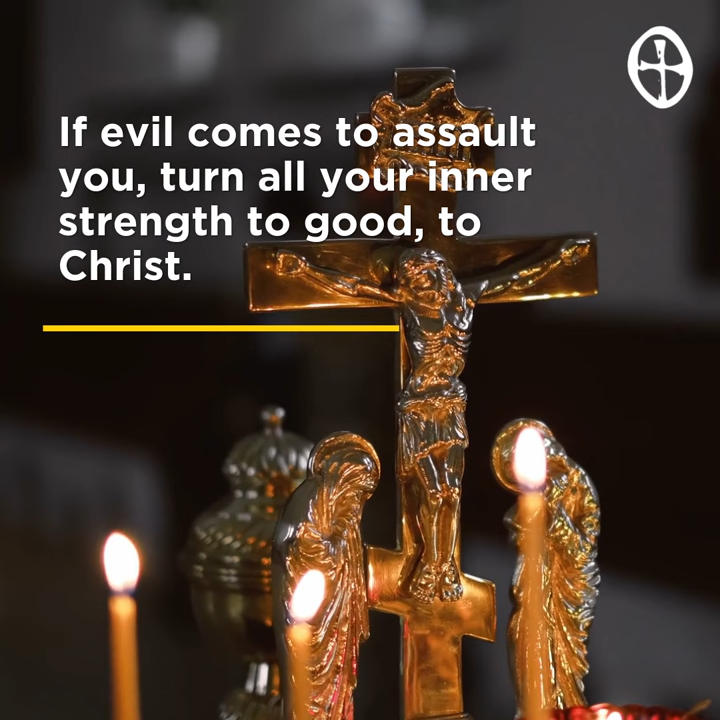 If evil comes to assault
you, turn all your inner
strength to good, to
Christ.